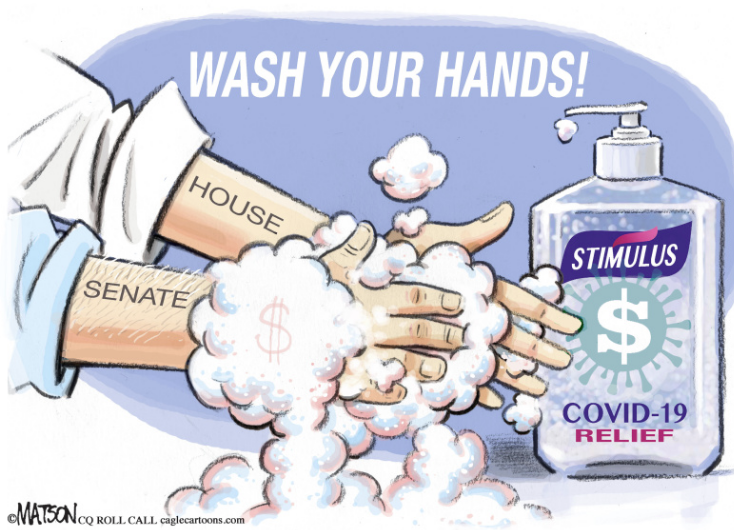 WASH YOUR HANDS!
HOUSE
SENATE
$
STIMULUS
$
COVID-19
RELIEF
©MATSON CQ ROLL CALL caglecartoons.com